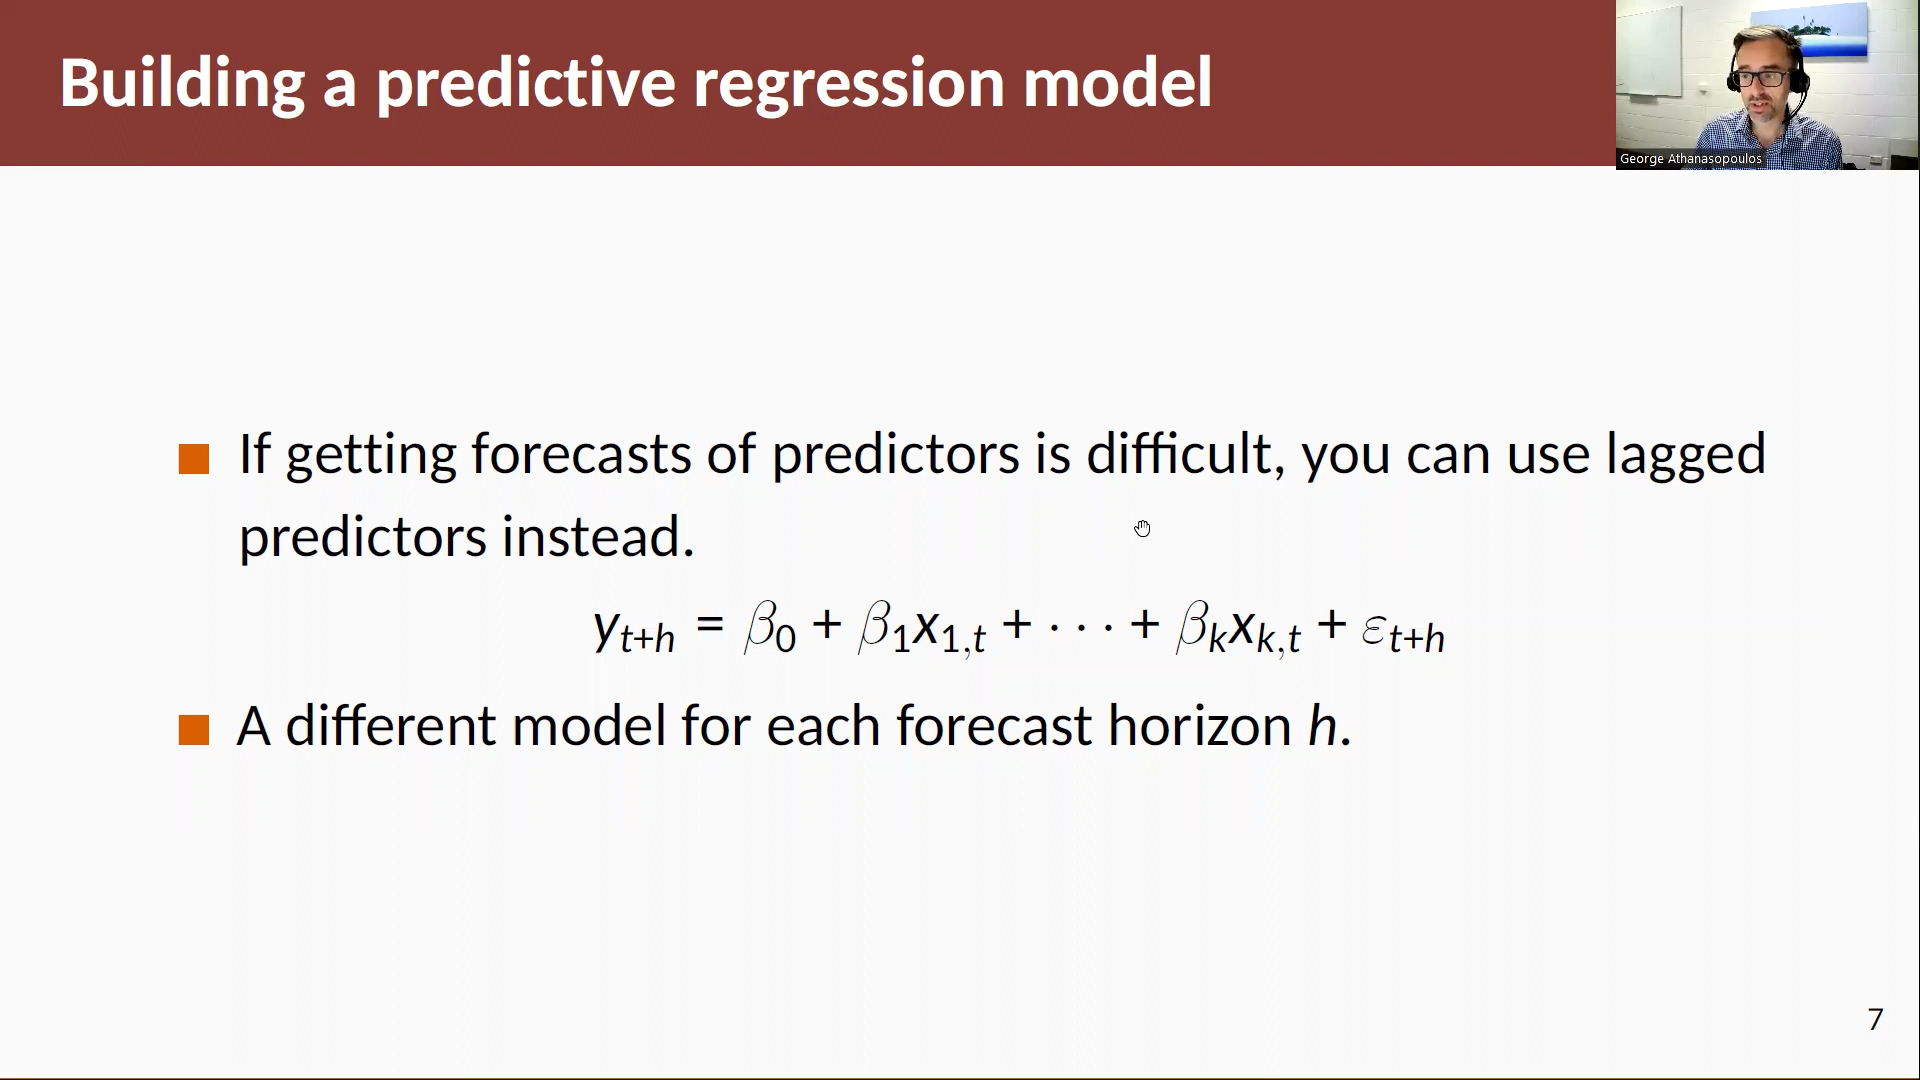 Building a predictive regression model
George Athanasopoulos
■ If getting forecasts of predictors is difficult, you can use lagged
predictors instead.
y_{t+h} = β_0 + β_1x_{1,t} + · · · + β_kx_{k,t} + ε_{t+h}
■ A different model for each forecast horizon h.
7